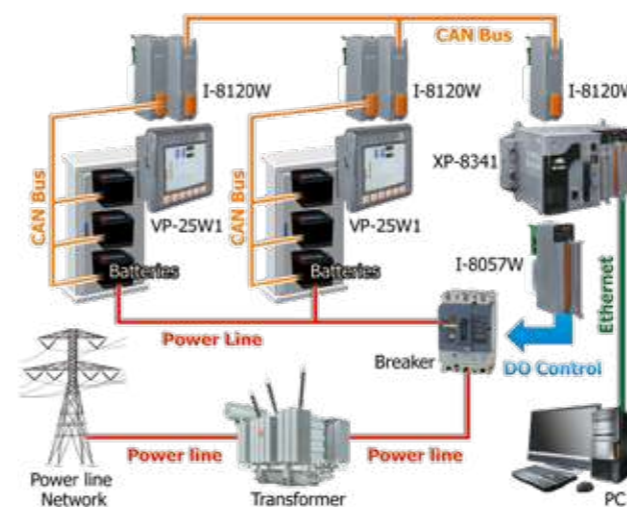 CAN Bus
I-8120W
I-8120W
I-8120W
XP-8341
CAN Bus
VP-25W1
CAN Bus
VP-25W1
I-8057W
Batteries
Batteries
Ethernet
Power Line
Breaker
DO Control
Power line
Power line
Power line
Network
Transformer
PC